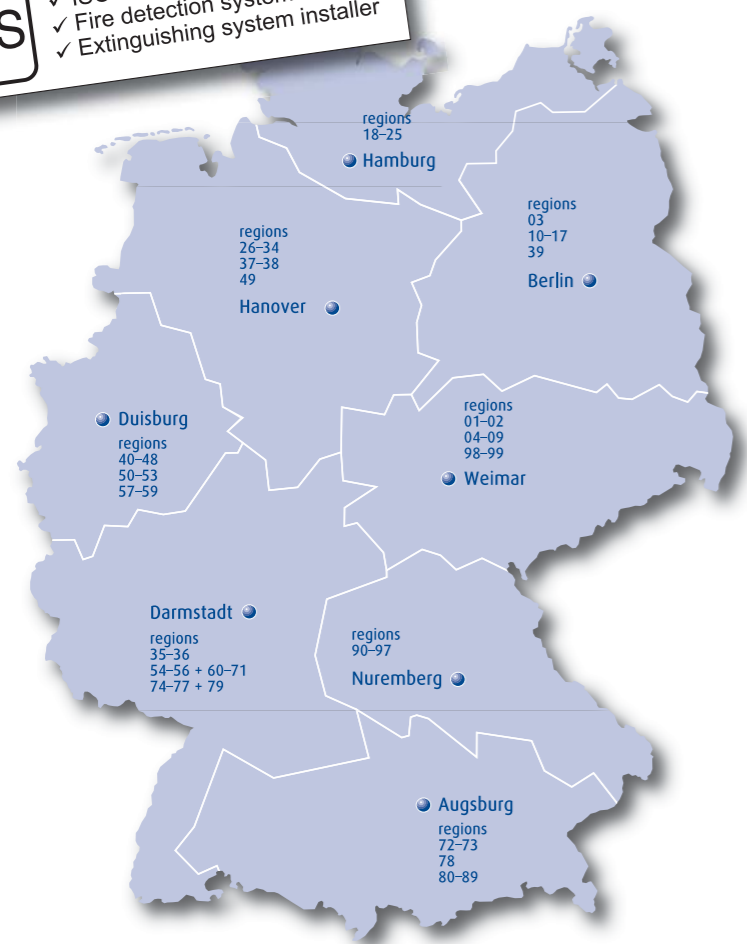 S
✓ Fire detection system
✓ Extinguishing system installer
regions
18–25
Hamburg
regions
03
10–17
39
Berlin
regions
26–34
37–38
49
Hanover
Duisburg
regions
40–48
50–53
57–59
regions
01–02
04–09
98–99
Weimar
Darmstadt
regions
35–36
54–56 + 60–71
74–77 + 79
regions
90–97
Nuremberg
Augsburg
regions
72–73
78
80–89